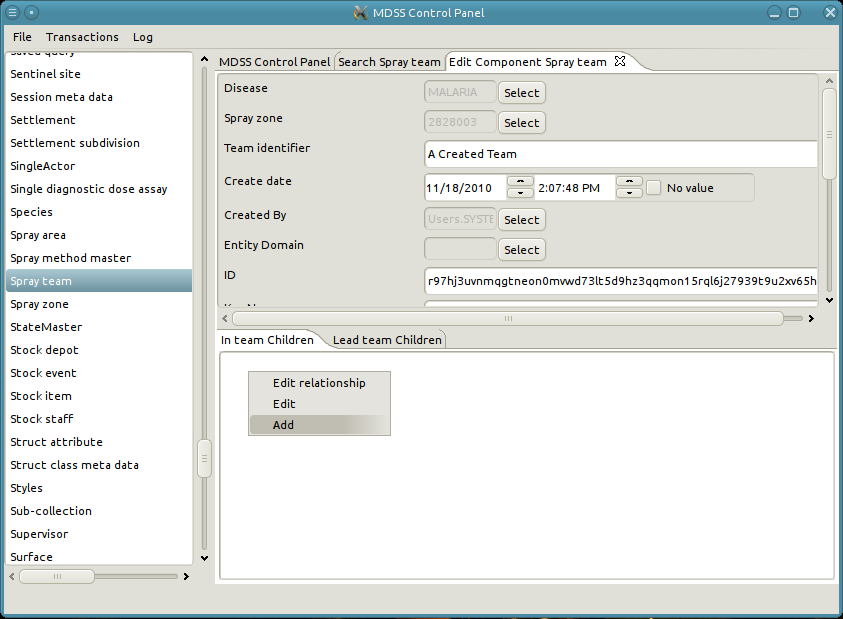 MDSS Control Panel
File Transactions Log
Saved query
Sentinel site
Session meta data
Settlement
Settlement subdivision
SingleActor
Single diagnostic dose assay
Species
Spray area
Spray method master
Spray team
Spray zone
StateMaster
Stock depot
Stock event
Stock item
Stock staff
Struct attribute
Struct class meta data
Styles
Sub-collection
Supervisor
Surface
MDSS Control Panel Search Spray team Edit Component Spray team
Disease MALARIA Select
Spray zone 2828003 Select
Team identifier A Created Team
Create date 11/18/2010 2:07:48 PM No value
Created By Users.SYSTE Select
Entity Domain Select
ID r97hj3uvnmqgtneon0mvwd73lt5d9hz3qqmon15rql6j27939t9u2xv65h
In team Children Lead team Children
Edit relationship
Edit
Add